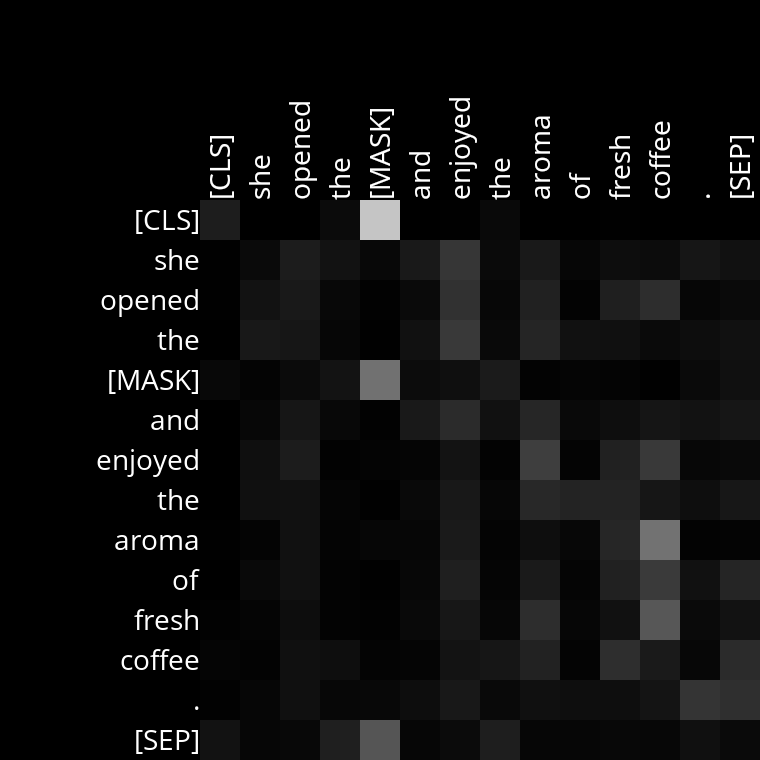 [CLS] she opened the [MASK] and enjoyed the aroma of fresh coffee . [SEP]
[CLS]
she
opened
the
[MASK]
and
enjoyed
the
aroma
of
fresh
coffee
.
[SEP]